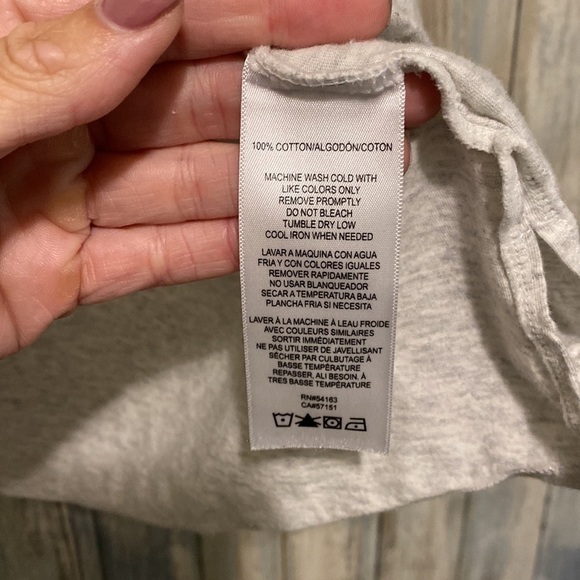 100% COTTON/ALGODÓN/COTON
MACHINE WASH COLD WITH
LIKE COLORS ONLY
REMOVE PROMPTLY
DO NOT BLEACH
TUMBLE DRY LOW
COOL IRON WHEN NEEDED
LAVAR A MAQUINA CON AGUA
FRIA Y CON COLORES IGUALES
REMOVER RAPIDAMENTE
NO USAR BLANQUEADOR
SECAR A TEMPERATURA BAJA
PLANCHA FRIA SI NECESITA
LAVER À LA MACHINE À LEAU FROIDE
AVEC COULEURS SIMILAIRES
SORTIR IMMÉDIATEMENT
NE PAS UTILISER DE JAVELLISANT
SÉCHER PAR CULBUTAGE À
BASSE TEMPÉRATURE
REPASSER, ALI BESOIN, À
TRES BASSE TEMPÉRATURE
RN#54163
CA#57151